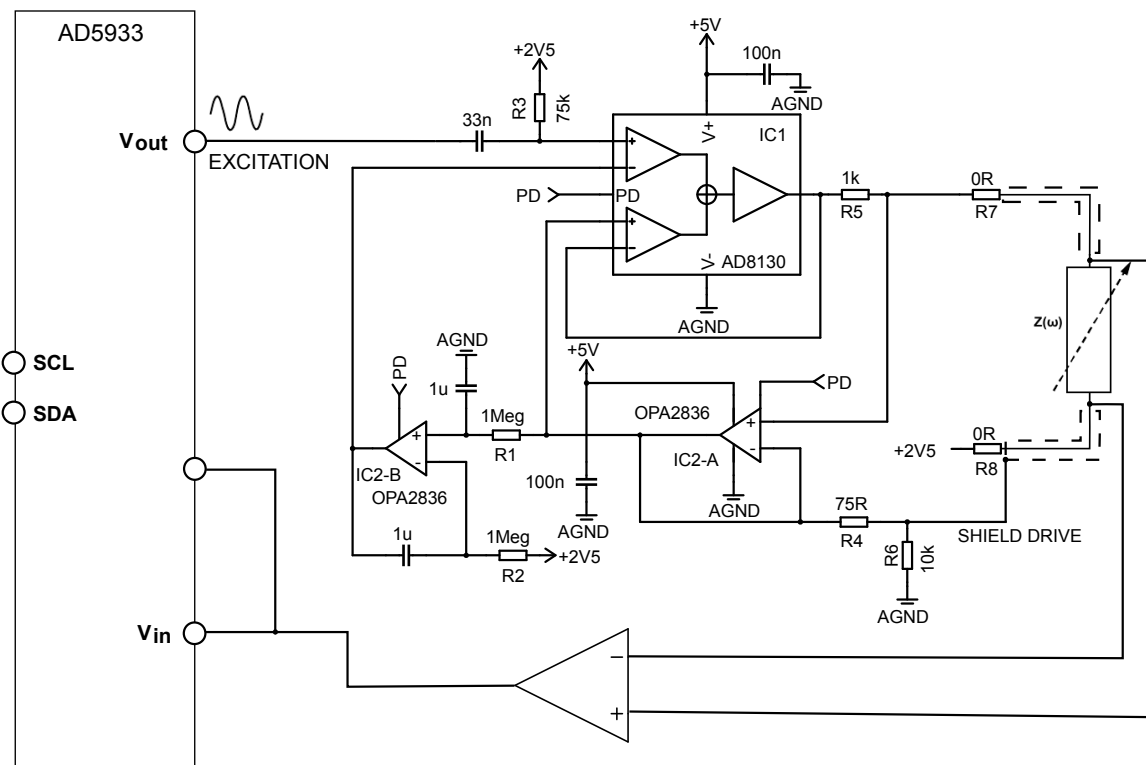 AD5933
+5V
100n
AGND
+2V5
R3
75k
33n
V+
IC1
Vout
EXCITATION
+
-
PD
PD
+
-
1k
R5
0R
R7
V-
AD8130
AGND
Z(ω)
SCL
SDA
AGND
1u
PD
+5V
PD
OPA2836
1Meg
R1
+
-
IC2-B
OPA2836
+
-
IC2-A
+2V5
0R
R8
100n
AGND
AGND
75R
R4
SHIELD DRIVE
1u
1Meg
R2
+2V5
R6
10k
AGND
Vin
−
+